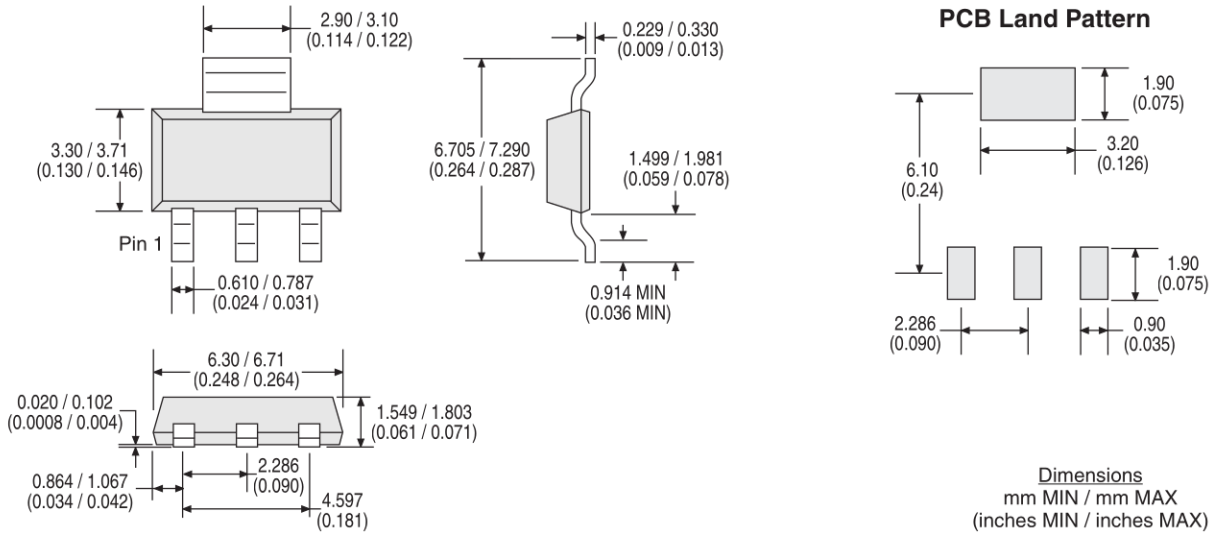 2.90 / 3.10
(0.114 / 0.122)
3.30 / 3.71
(0.130 / 0.146)
Pin 1
0.610 / 0.787
(0.024 / 0.031)
0.229 / 0.330
(0.009 / 0.013)
6.705 / 7.290
(0.264 / 0.287)
1.499 / 1.981
(0.059 / 0.078)
0.914 MIN
(0.036 MIN)
PCB Land Pattern
1.90
(0.075)
3.20
(0.126)
6.10
(0.24)
1.90
(0.075)
2.286
(0.090)
0.90
(0.035)
6.30 / 6.71
(0.248 / 0.264)
0.020 / 0.102
(0.0008 / 0.004)
1.549 / 1.803
(0.061 / 0.071)
0.864 / 1.067
(0.034 / 0.042)
2.286
(0.090)
4.597
(0.181)
Dimensions
mm MIN / mm MAX
(inches MIN / inches MAX)